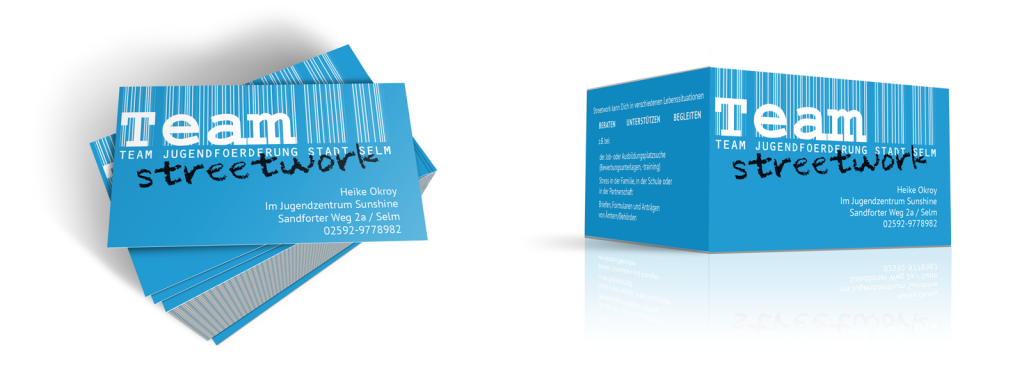 Team
TEAM JUGENDFOERDERUNG STADT SELM
streetwork
Heike Okroy
Im Jugendzentrum Sunshine
Sandforter Weg 2a / Selm
02592-9778982
Streetwork kann Dich in verschiedenen Lebenssituationen
BERATEN UNTERSTÜTZEN BEGLEITEN
z.B. bei:
der Job- oder Ausbildungsplatzsuche
(Bewerbungsunterlagen, -training)
Stress in der Familie, in der Schule oder
in der Partnerschaft
Briefen, Formularen und Anträgen
von Ämtern/Behörden
Team
TEAM JUGENDFOERDERUNG STADT SELM
streetwork
Heike Okroy
Im Jugendzentrum Sunshine
Sandforter Weg 2a / Selm
02592-9778982